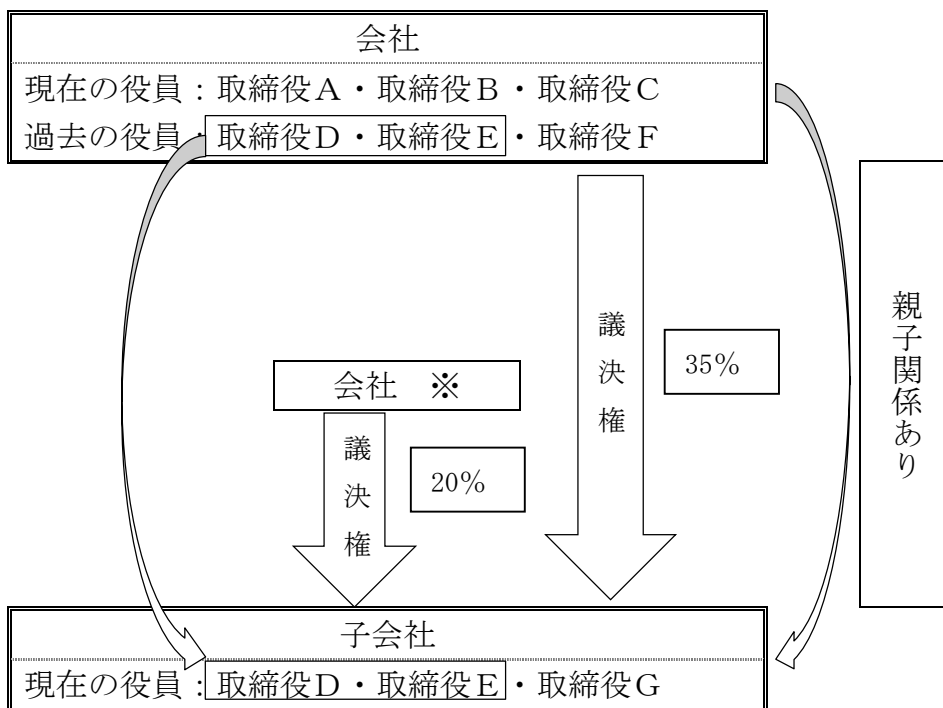 会社
現在の役員:取締役A・取締役B・取締役C
過去の役員:取締役D・取締役E・取締役F
議決権
35%
親子関係あり
会社 ※
議決権
20%
子会社
現在の役員:取締役D・取締役E・取締役G